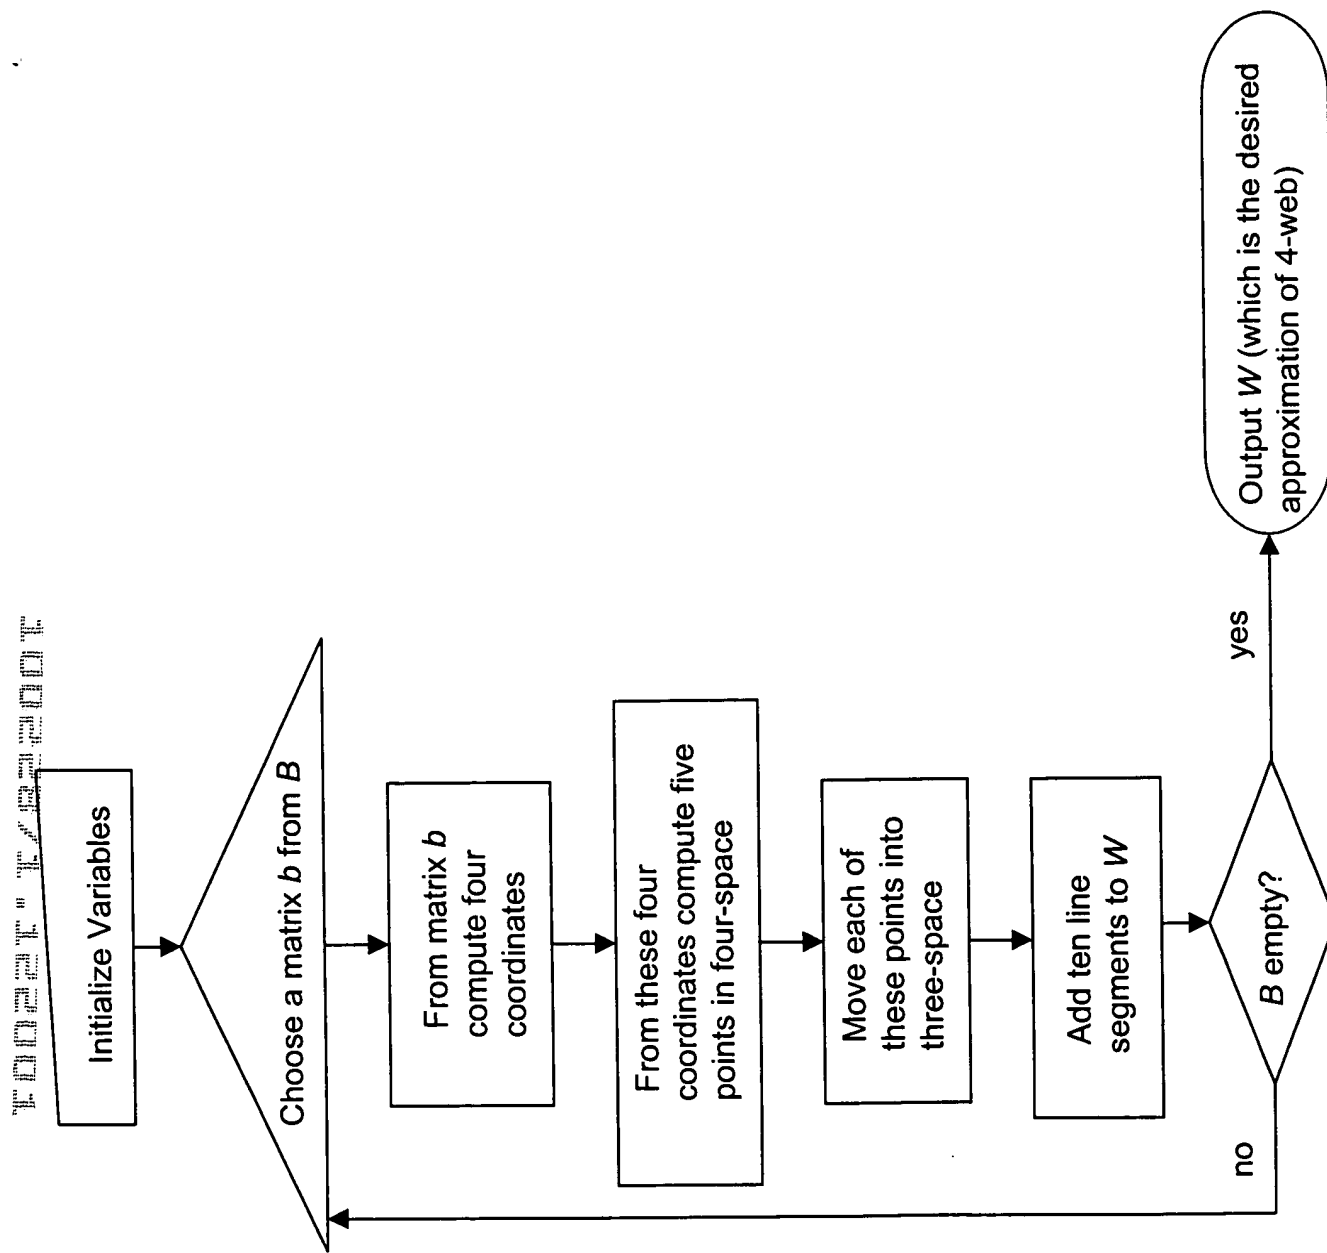 Initialize Variables
Choose a matrix b from B
From matrix b
compute four
coordinates
From these four
coordinates compute five
points in four-space
Move each of
these points into
three-space
Add ten line
segments to W
B empty?
no
yes
Output W (which is the desired
approximation of 4-web)